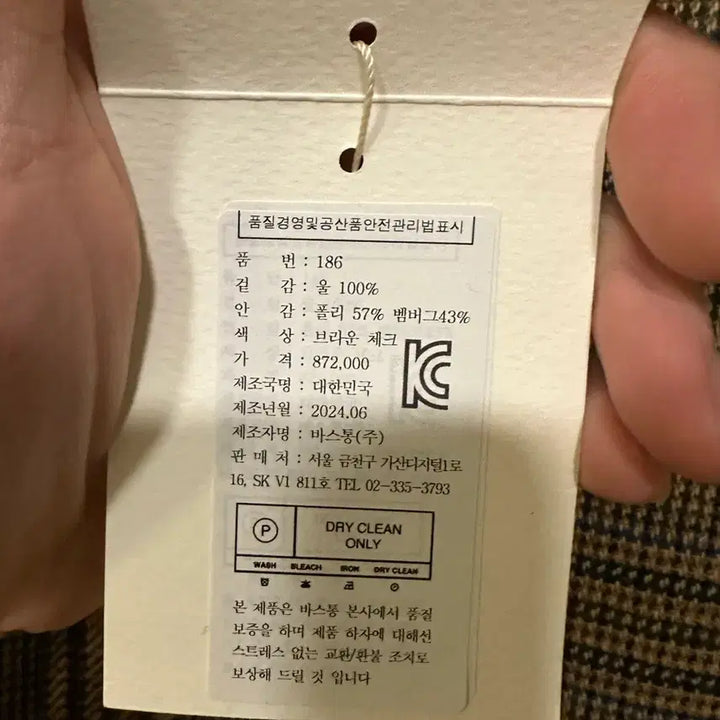 품질경영및공산품안전관리법표시
품 번 : 186
겉 감 : 울 100%
안 감 : 폴리 57% 벰버그43%
색 상 : 브라운 체크
가 격 : 872,000
제조국명 : 대한민국
제조년월 : 2024.06
제조자명 : 바스통(주)
판 매 처 : 서울 금천구 가산디지털1로
16, SK V1 811호 TEL 02-335-3793
KC
P
DRY CLEAN
ONLY
WASH BLEACH IRON DRY CLEAN
본 제품은 바스통 본사에서 품질
보증을 하며 제품 하자에 대해선
스트레스 없는 교환/환불 조치로
보상해 드릴 것 입니다